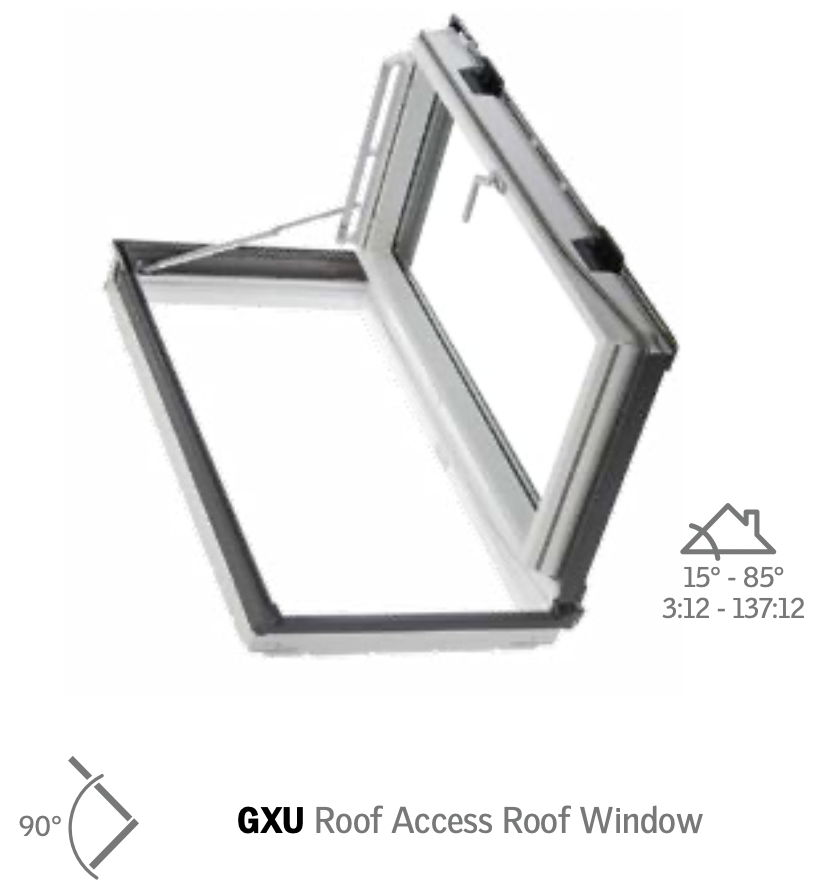 15° - 85°
3:12 - 137:12
90°
GXU Roof Access Roof Window